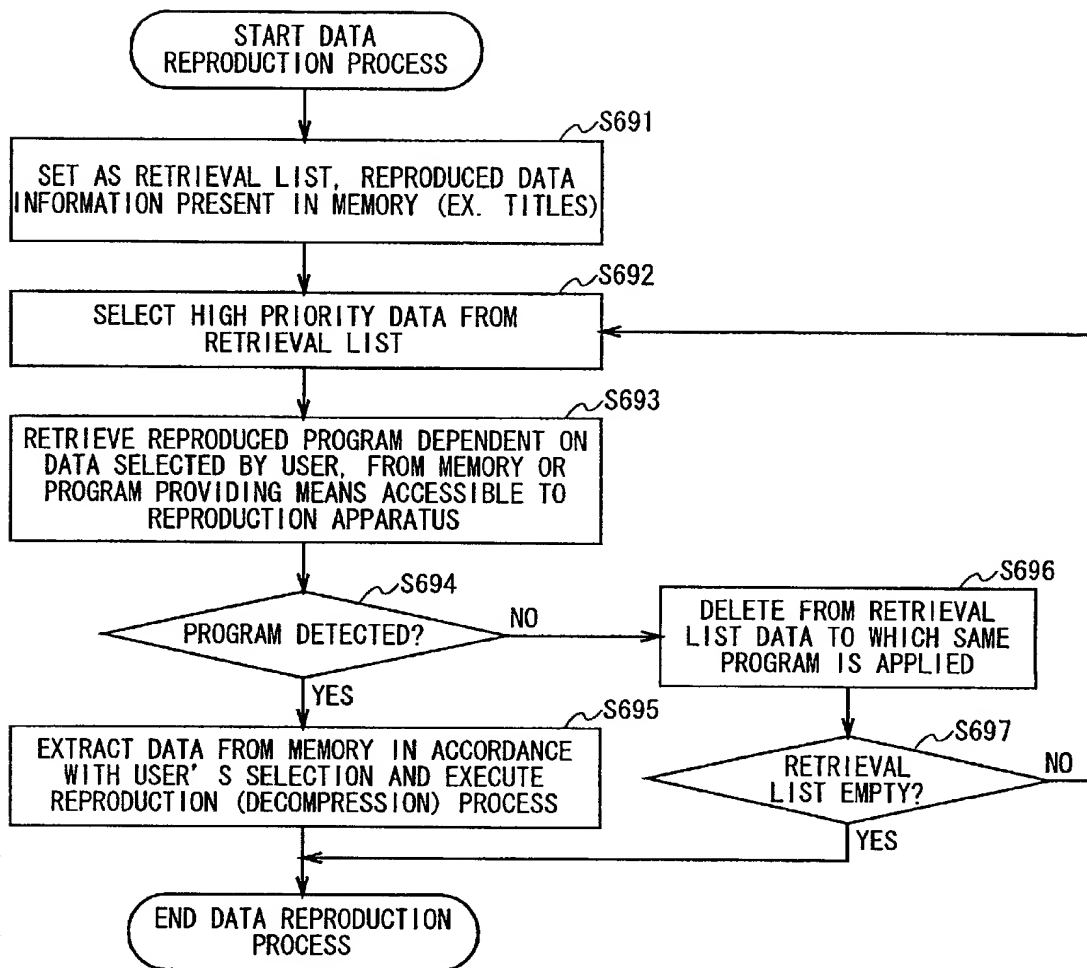 START DATA
REPRODUCTION PROCESS
S691
SET AS RETRIEVAL LIST, REPRODUCED DATA
INFORMATION PRESENT IN MEMORY (EX. TITLES)
S692
SELECT HIGH PRIORITY DATA FROM
RETRIEVAL LIST
S693
RETRIEVE REPRODUCED PROGRAM DEPENDENT ON
DATA SELECTED BY USER, FROM MEMORY OR
PROGRAM PROVIDING MEANS ACCESSIBLE TO
REPRODUCTION APPARATUS
S694
PROGRAM DETECTED?
NO
YES
S696
DELETE FROM RETRIEVAL
LIST DATA TO WHICH SAME
PROGRAM IS APPLIED
S695
EXTRACT DATA FROM MEMORY IN ACCORDANCE
WITH USER'S SELECTION AND EXECUTE
REPRODUCTION (DECOMPRESSION) PROCESS
S697
RETRIEVAL
LIST EMPTY?
NO
YES
END DATA REPRODUCTION
PROCESS